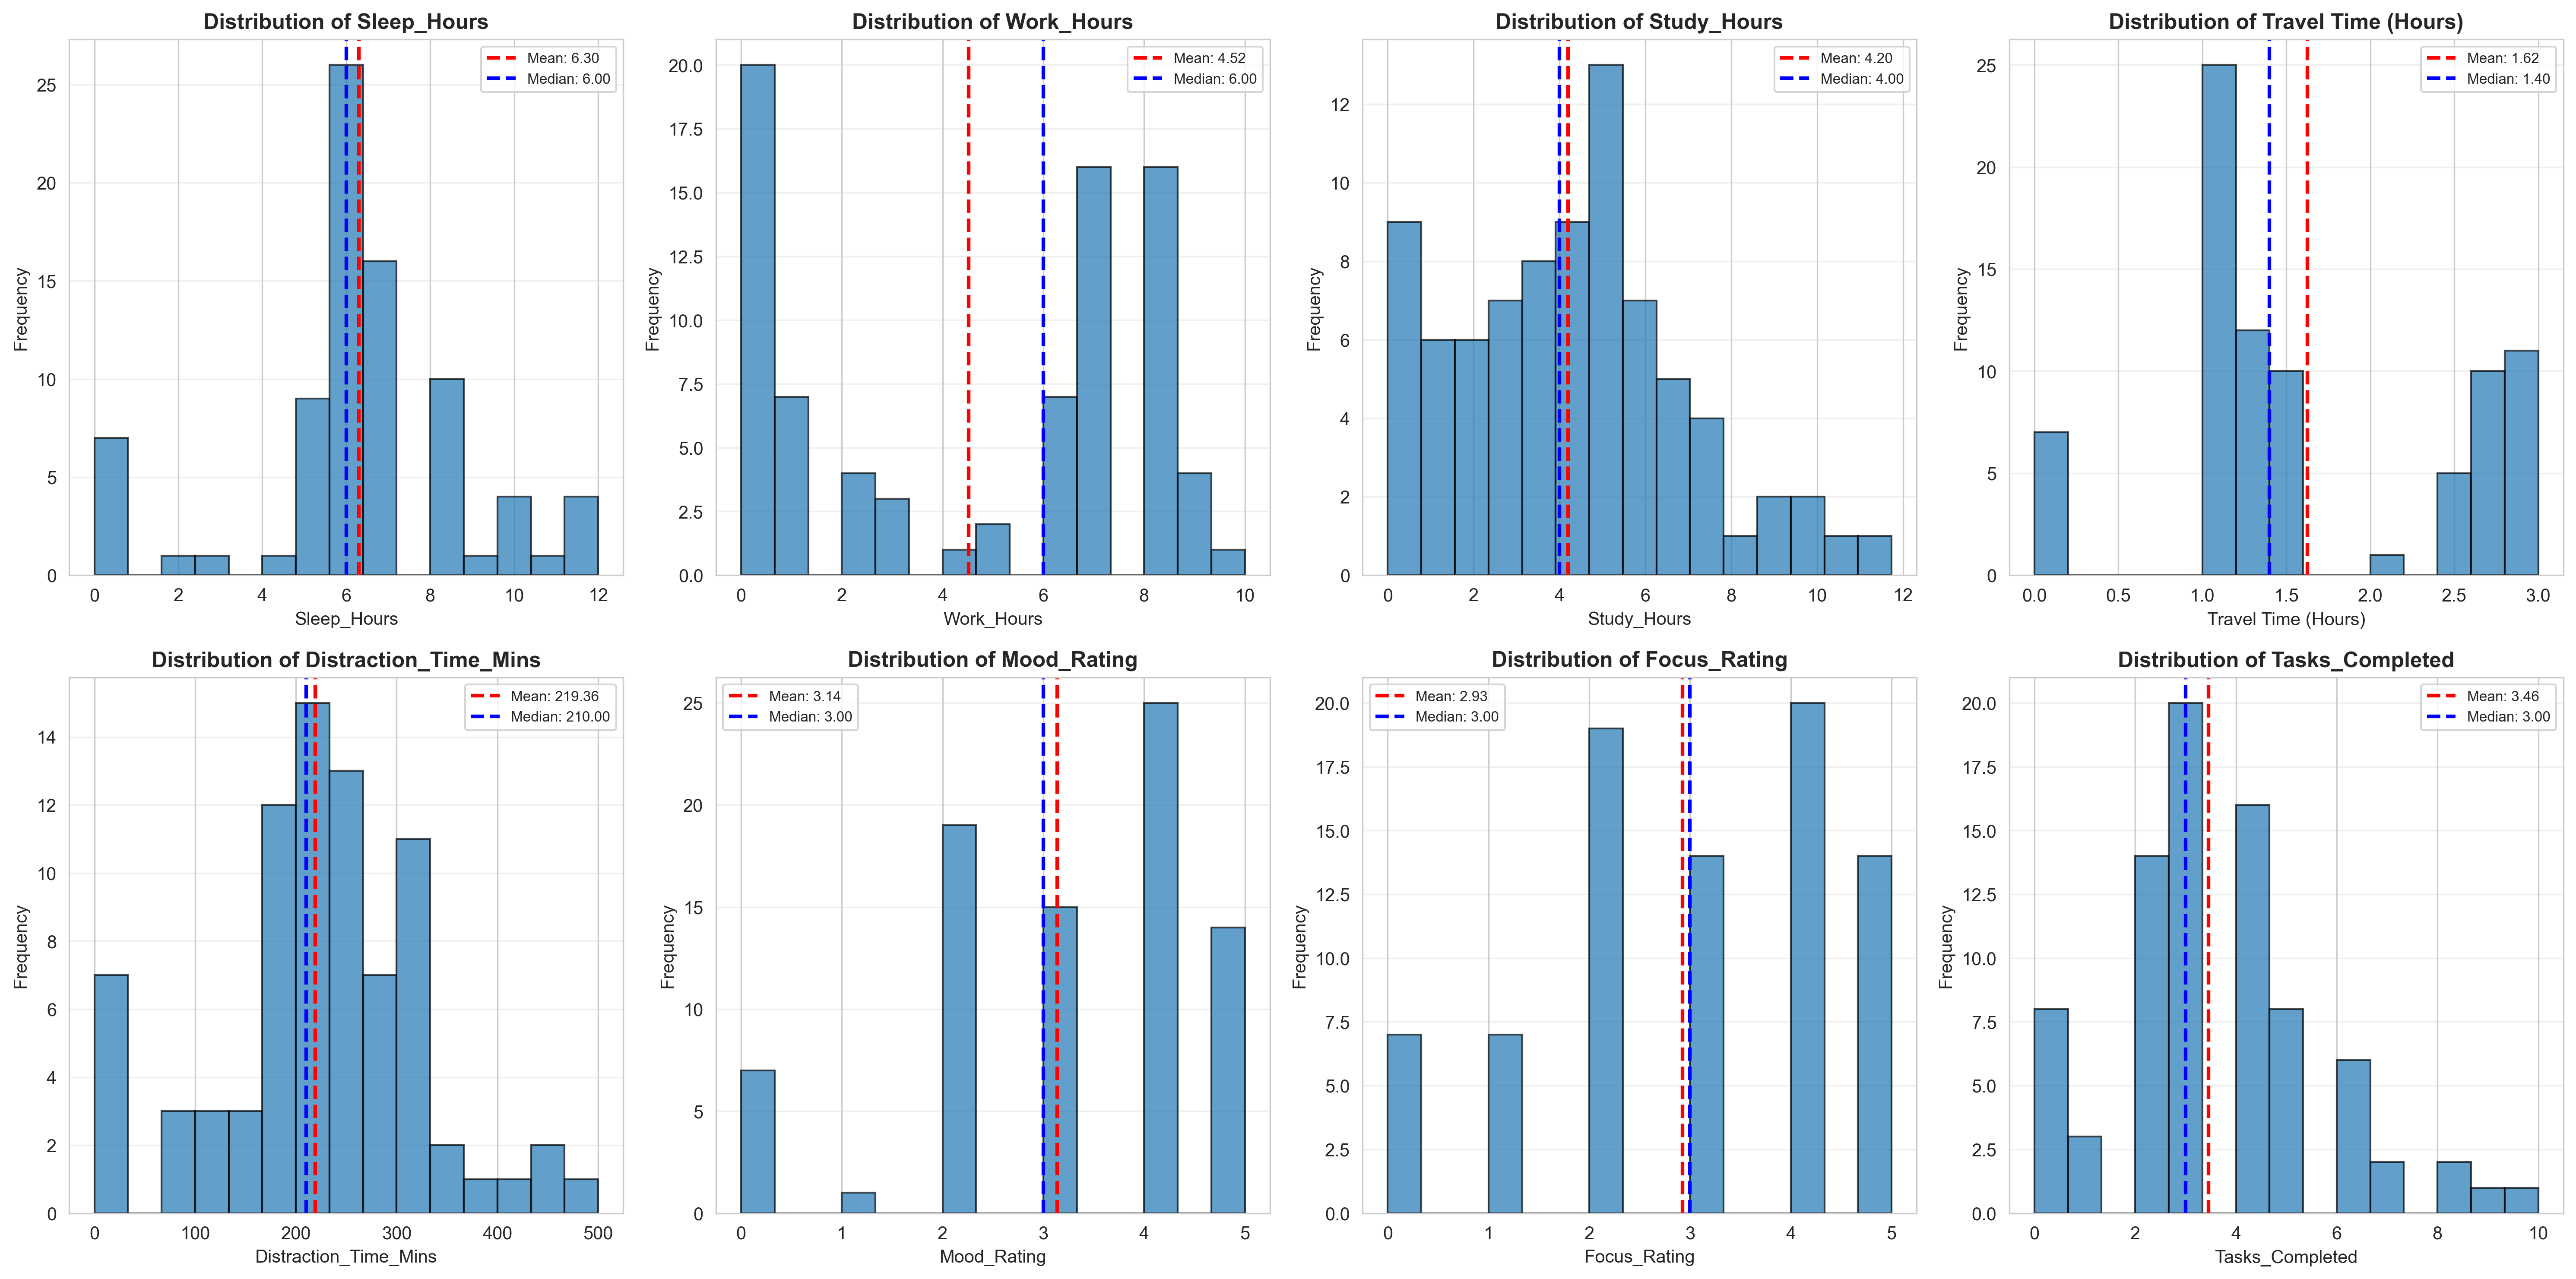 Distribution of Sleep_Hours
Mean: 6.30
Median: 6.00
25
20
15
10
5
0
Frequency
0 2 4 6 8 10 12
Sleep_Hours
Distribution of Work_Hours
Mean: 4.52
Median: 6.00
20.0
17.5
15.0
12.5
10.0
7.5
5.0
2.5
0.0
Frequency
0 2 4 6 8 10
Work_Hours
Distribution of Study_Hours
Mean: 4.20
Median: 4.00
12
10
8
6
4
2
0
Frequency
0 2 4 6 8 10 12
Study_Hours
Distribution of Travel Time (Hours)
Mean: 1.62
Median: 1.40
25
20
15
10
5
0
Frequency
0.0 0.5 1.0 1.5 2.0 2.5 3.0
Travel Time (Hours)
Distribution of Distraction_Time_Mins
Mean: 219.36
Median: 210.00
14
12
10
8
6
4
2
0
Frequency
0 100 200 300 400 500
Distraction_Time_Mins
Distribution of Mood_Rating
Mean: 3.14
Median: 3.00
25
20
15
10
5
0
Frequency
0 1 2 3 4 5
Mood_Rating
Distribution of Focus_Rating
Mean: 2.93
Median: 3.00
20.0
17.5
15.0
12.5
10.0
7.5
5.0
2.5
0.0
Frequency
0 1 2 3 4 5
Focus_Rating
Distribution of Tasks_Completed
Mean: 3.46
Median: 3.00
20.0
17.5
15.0
12.5
10.0
7.5
5.0
2.5
0.0
Frequency
0 2 4 6 8 10
Tasks_Completed